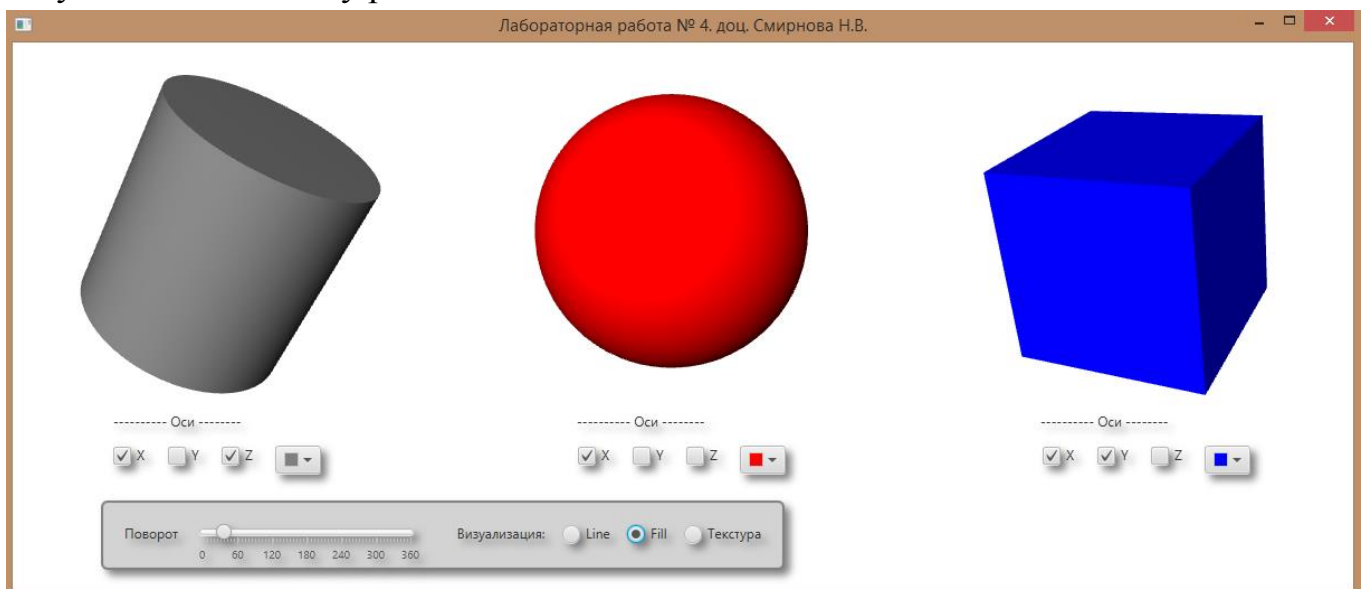 Лабораторная работа № 4. доц. Смирнова Н.В.
---------- Оси -------- ---------- Оси -------- ---------- Оси --------
X Y Z X Y Z X Y Z
Поворот Визуализация: Line Fill Текстура
0 60 120 180 240 300 360